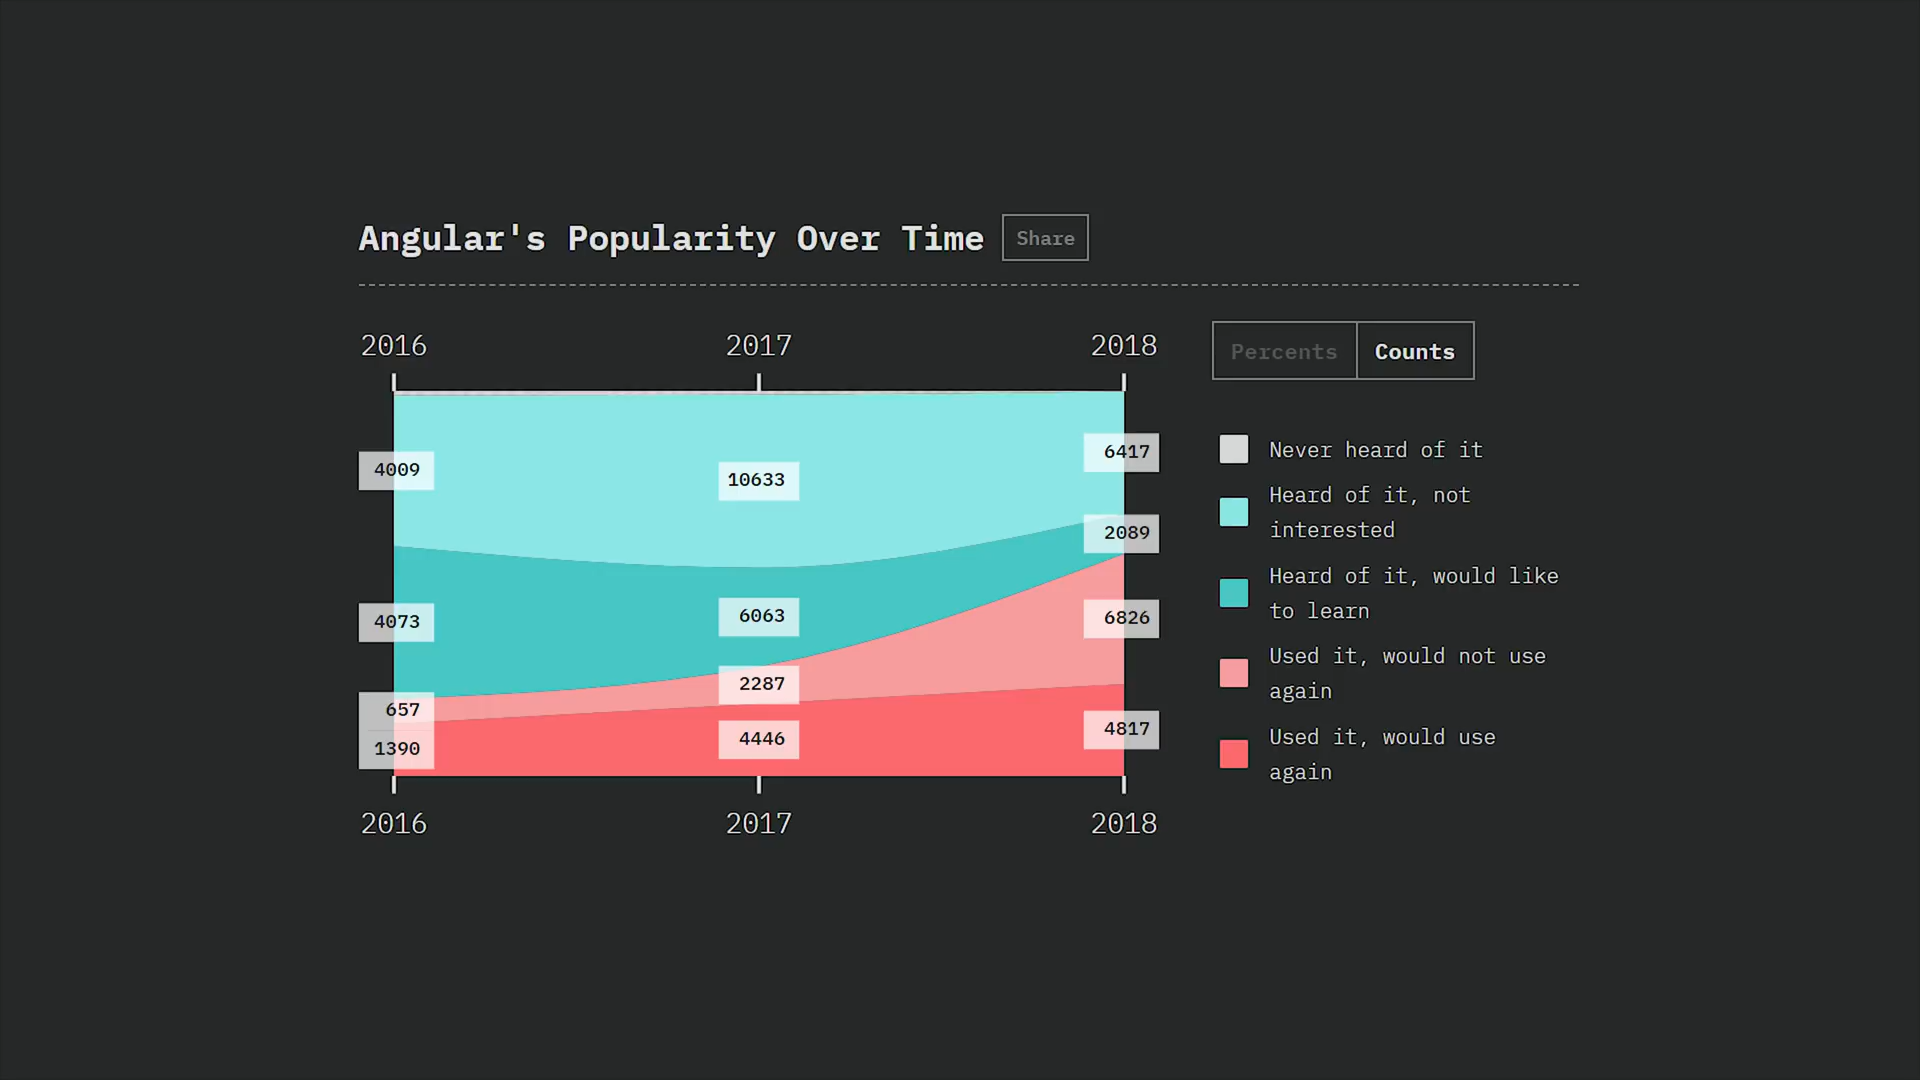 Angular's Popularity Over Time
Share
2016 2017 2018
Percents Counts
4009
10633
6417
4073
6063
2089
657
2287
6826
1390
4446
4817
2016 2017 2018
Never heard of it
Heard of it, not
interested
Heard of it, would like
to learn
Used it, would not use
again
Used it, would use
again